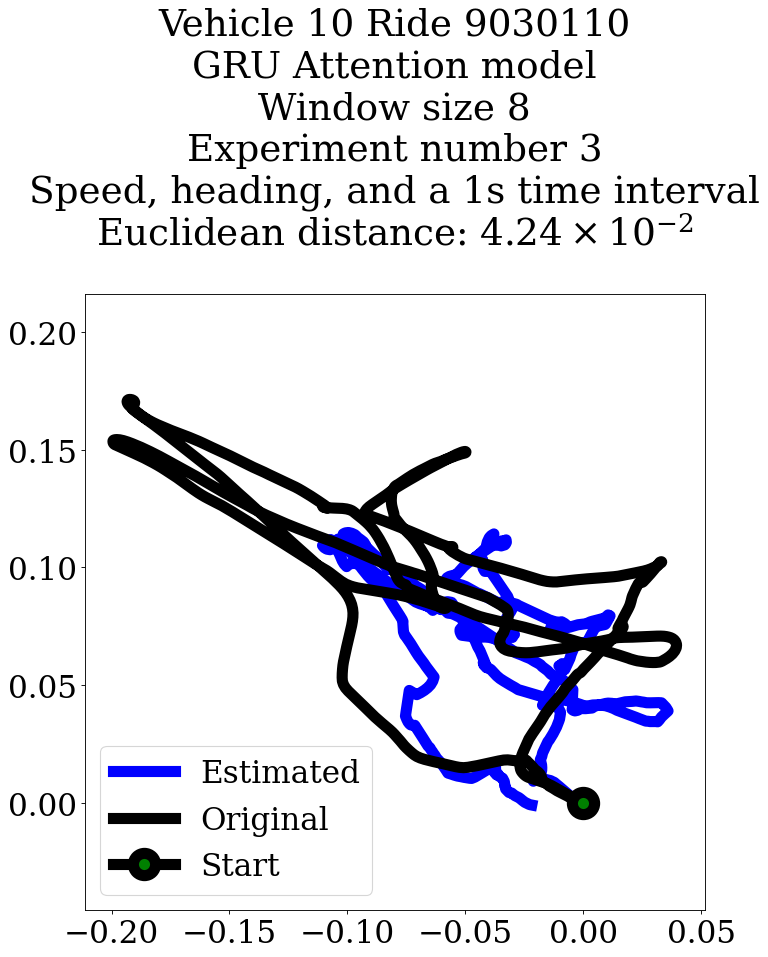 Vehicle 10 Ride 9030110
GRU Attention model
Window size 8
Experiment number 3
Speed, heading, and a 1s time interval
Euclidean distance: 4.24 × 10⁻²
0.20
0.15
0.10
0.05
0.00
Estimated
Original
Start
−0.20 −0.15 −0.10 −0.05 0.00 0.05